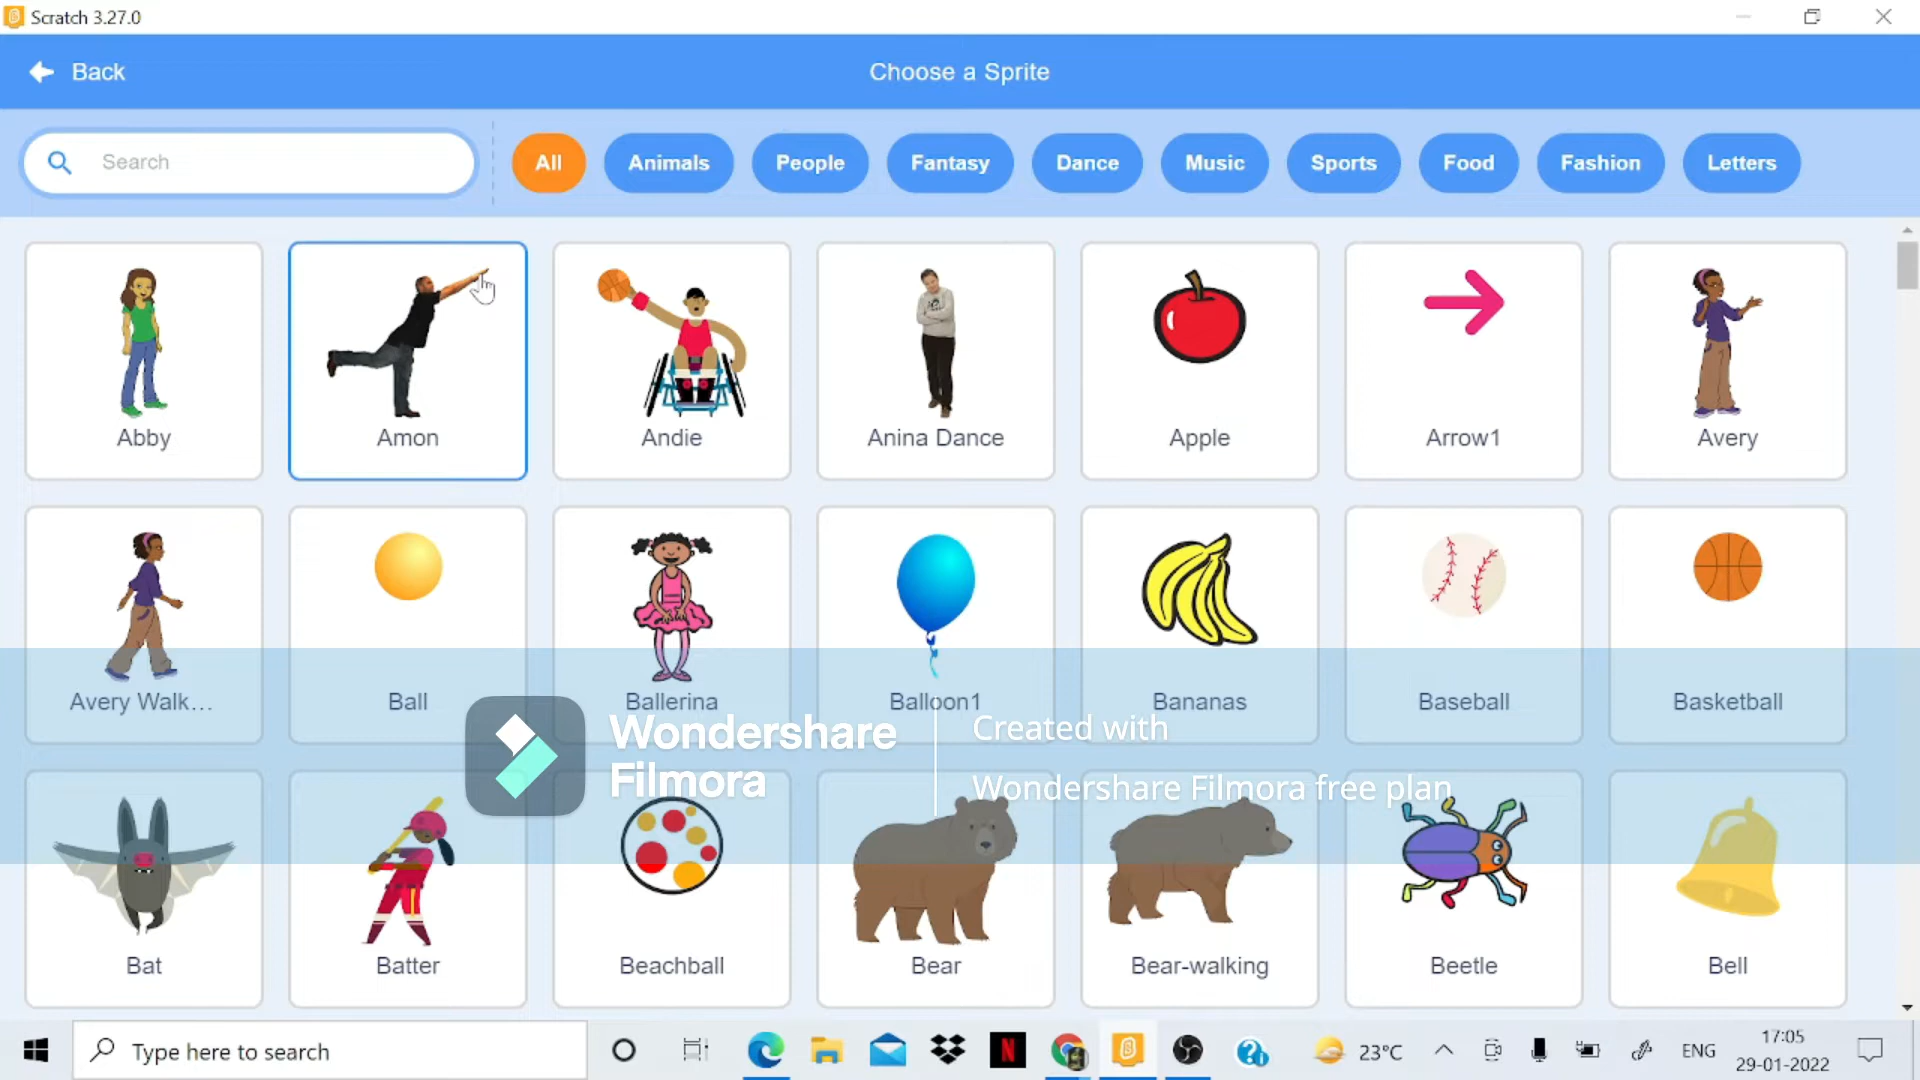 Scratch 3.27.0
Back
Choose a Sprite
Search
All
Animals
People
Fantasy
Dance
Music
Sports
Food
Fashion
Letters
Abby
Amon
Andie
Anina Dance
Apple
Arrow1
Avery
Avery Walk...
Ball
Ballerina
Balloon1
Bananas
Baseball
Basketball
Wondershare
Filmora
Created with
Wondershare Filmora free plan
Bat
Batter
Beachball
Bear
Bear-walking
Beetle
Bell
Type here to search
N
23°C
ENG
17:05
29-01-2022